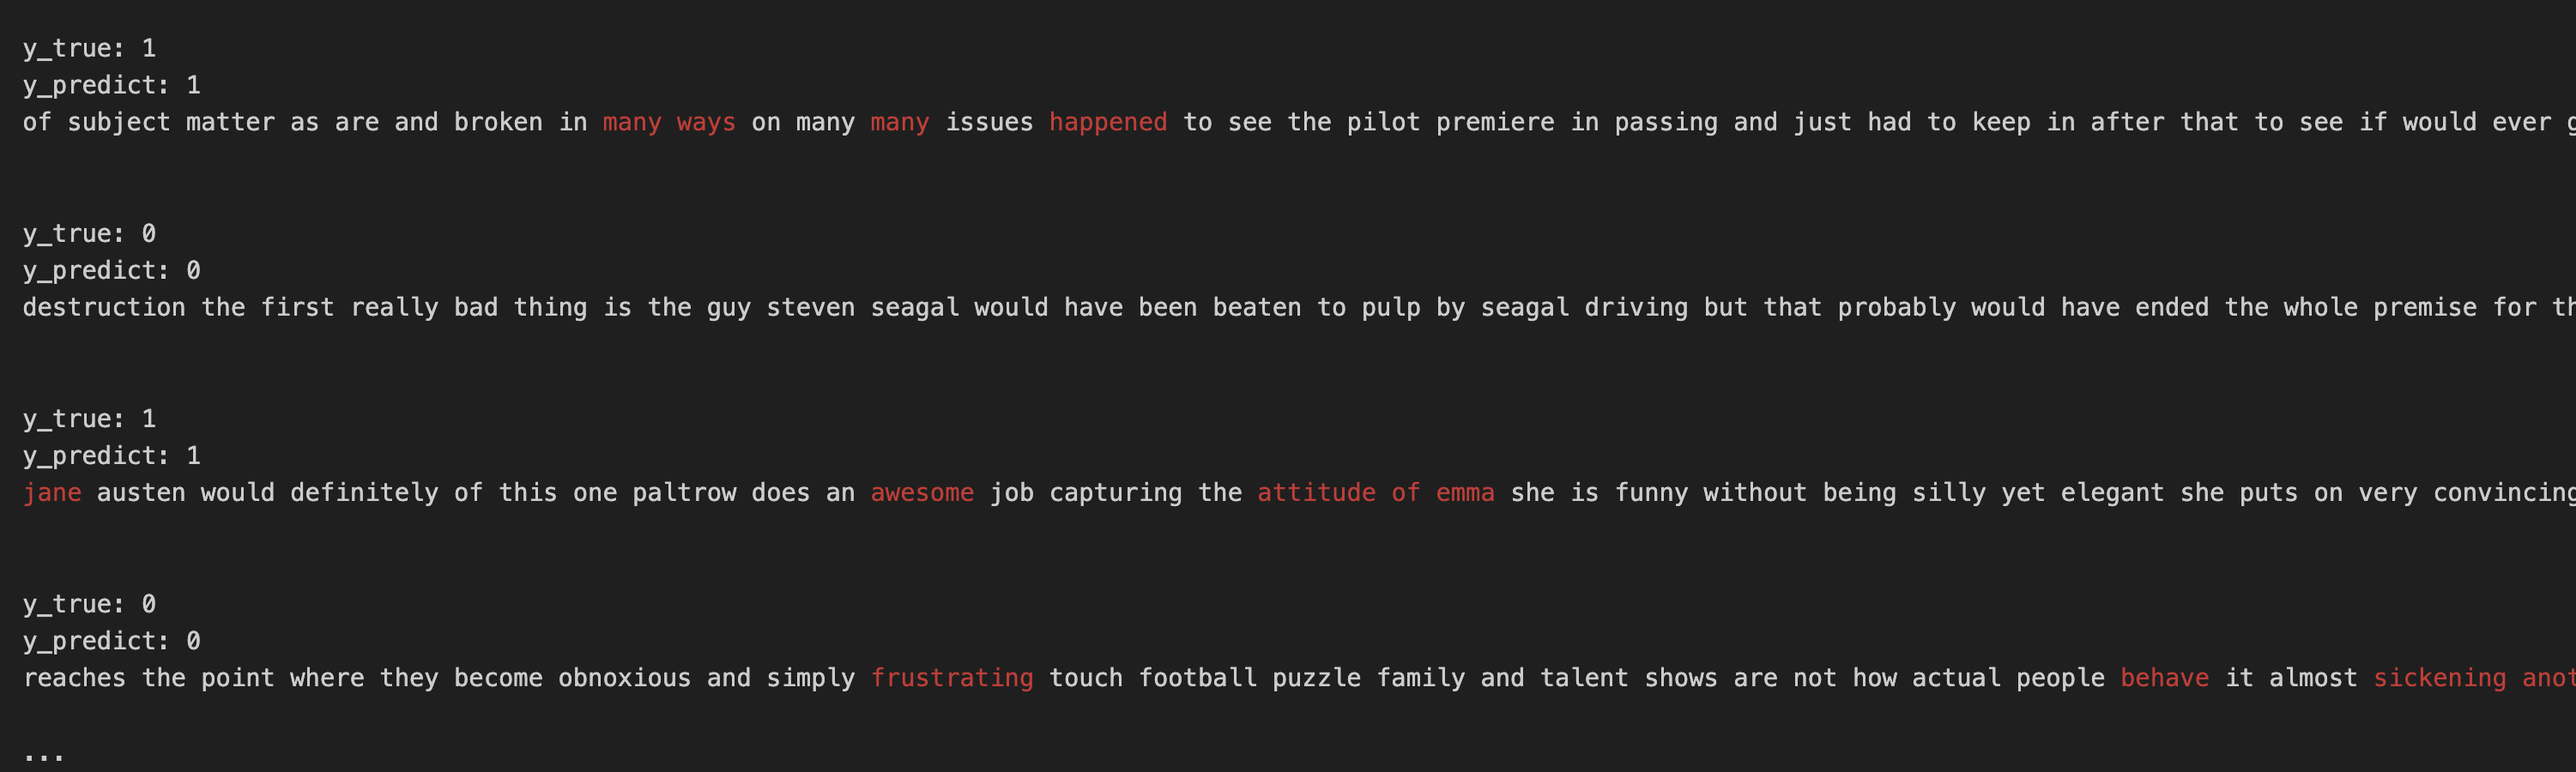 y_true: 1
y_predict: 1
of subject matter as are and broken in many ways on many many issues happened to see the pilot premiere in passing and just had to keep in after that to see if would ever
y_true: 0
y_predict: 0
destruction the first really bad thing is the guy steven seagal would have been beaten to pulp by seagal driving but that probably would have ended the whole premise for
y_true: 1
y_predict: 1
jane austen would definitely of this one paltrow does an awesome job capturing the attitude of emma she is funny without being silly yet elegant she puts on very convincing
y_true: 0
y_predict: 0
reaches the point where they become obnoxious and simply frustrating touch football puzzle family and talent shows are not how actual people behave it almost sickening
...